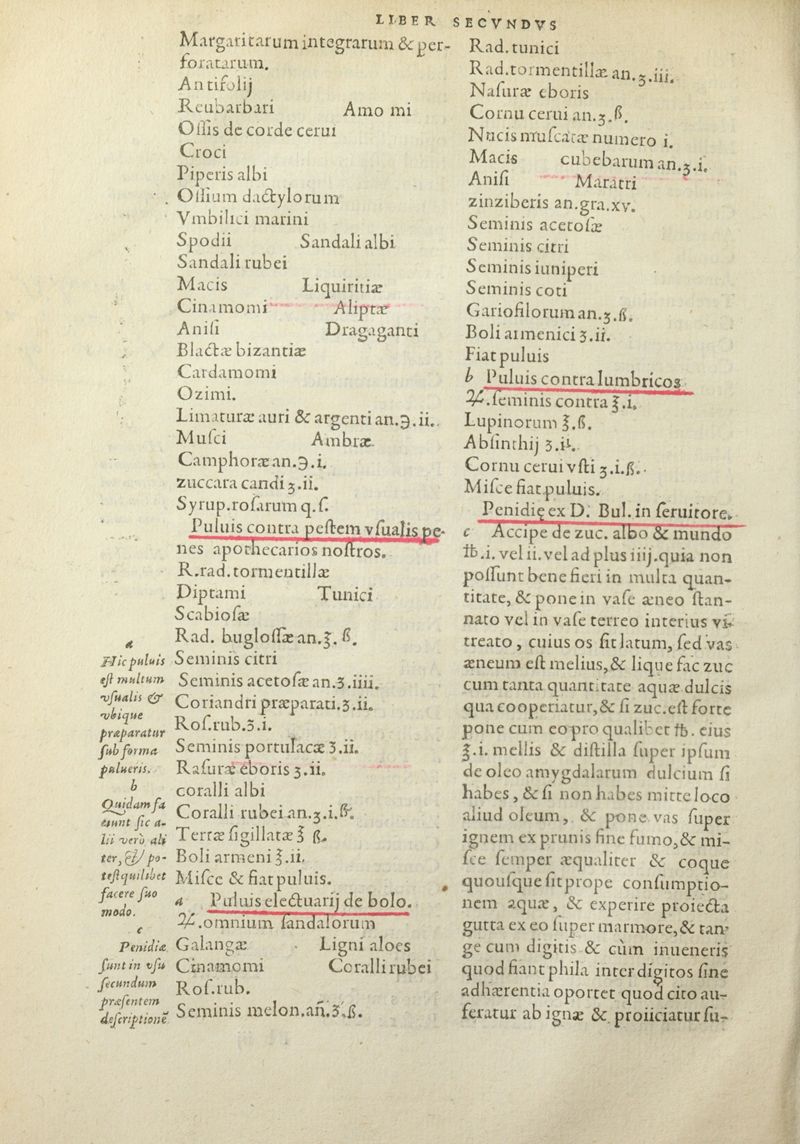 LIBER SECVNDVS
Margaritarum integrarum & per-
foratarum.
Antifolij
Reubarbari Amomi
Ossis de corde cerui
Croci
Piperis albi
Ossium dactylorum
Vmbilici marini
Spodii Sandali albi
Sandali rubei
Macis Liquiritiæ
Cinamomi Aliptæ
Anisi Dragaganti
Blactæ bizantiæ
Cardamomi
Ozimi.
Limaturæ auri & argenti an.℈.ii.
Musci Ambræ.
Camphoræ an.℈.i.
zuccara candi ʒ.ii.
Syrup.rosarum q.s.
Puluis contra pestem vsualis pe-
nes apothecarios nostros.
R.rad.tormentillæ
Diptami Tunici
Scabiosæ
Rad. buglossæ an.℥.ß.
Seminis citri
Seminis acetosæ an.ʒ.iiii.
Coriandri præparati.ʒ.ii.
Ros.rub.ʒ.i.
Seminis portulacæ ʒ.ii.
Rasuræ eboris ʒ.ii.
coralli albi
Coralli rubei an.ʒ.i.ß.
Terræ sigillatæ ℥ ß.
Boli armeni ℥.ii.
Misce & fiat puluis.
a Puluis electuarij de bolo.
♃.omnium sandalorum
Galangæ Ligni aloes
Cinamomi Coralli rubei
Ros.rub.
Seminis melon.an.ʒ.ß.
a
Hic puluis
est multum
vsualis &
vbique
præparatur
sub forma
pulueris.
b
Quidam fa
ciunt sic a-
lii verò ali
ter, & po-
test quilibet
facere suo
modo.
c
Penidiæ
sunt in vsu
secundum
præsentem
descriptionē
Rad.tunici
Rad.tormentillæ an.ʒ.iii.
Nasuræ eboris
Cornu cerui an.ʒ.ß.
Nucis muscatæ numero i.
Macis cubebarum an.ʒ.i.
Anisi Maratri
zinziberis an.gra.xv.
Seminis acetosæ
Seminis citri
Seminis iuniperi
Seminis coti
Gariofilorum an.ʒ.ß.
Boli armenici ʒ.ii.
Fiat puluis
b Puluis contra lumbricos
♃.seminis contra ℥.i.
Lupinorum ℥.ß.
Absinthij ʒ.ii.
Cornu cerui vsti ʒ.i.ß.
Misce fiat puluis.
Penidię ex D. Bul. in seruitore.
c Accipe de zuc. albo & mundo
℔.i. vel ii. vel ad plus iiij.quia non
possunt bene fieri in multa quan-
titate, & pone in vase æneo stan-
nato vel in vase terreo interius vi-
treato, cuius os sit latum, sed vas
æneum est melius, & lique fac zuc
cum tanta quantitate aquæ dulcis
qua cooperiatur, & si zuc.est forte
pone cum eo pro qualibet ℔. eius
℥.i. mellis & distilla super ipsum
de oleo amygdalarum dulcium si
habes, & si non habes mitte loco
aliud oleum, & pone vas super
ignem ex prunis sine fumo, & mi-
sce semper æqualiter & coque
quousque sit prope consumptio-
nem aquæ, & experire proiecta
gutta ex eo super marmore, & tan-
ge cum digitis & cùm inueneris
quod fiant phila inter digitos sine
adhærentia oportet quod cito au-
feratur ab igne & proiiciatur su-